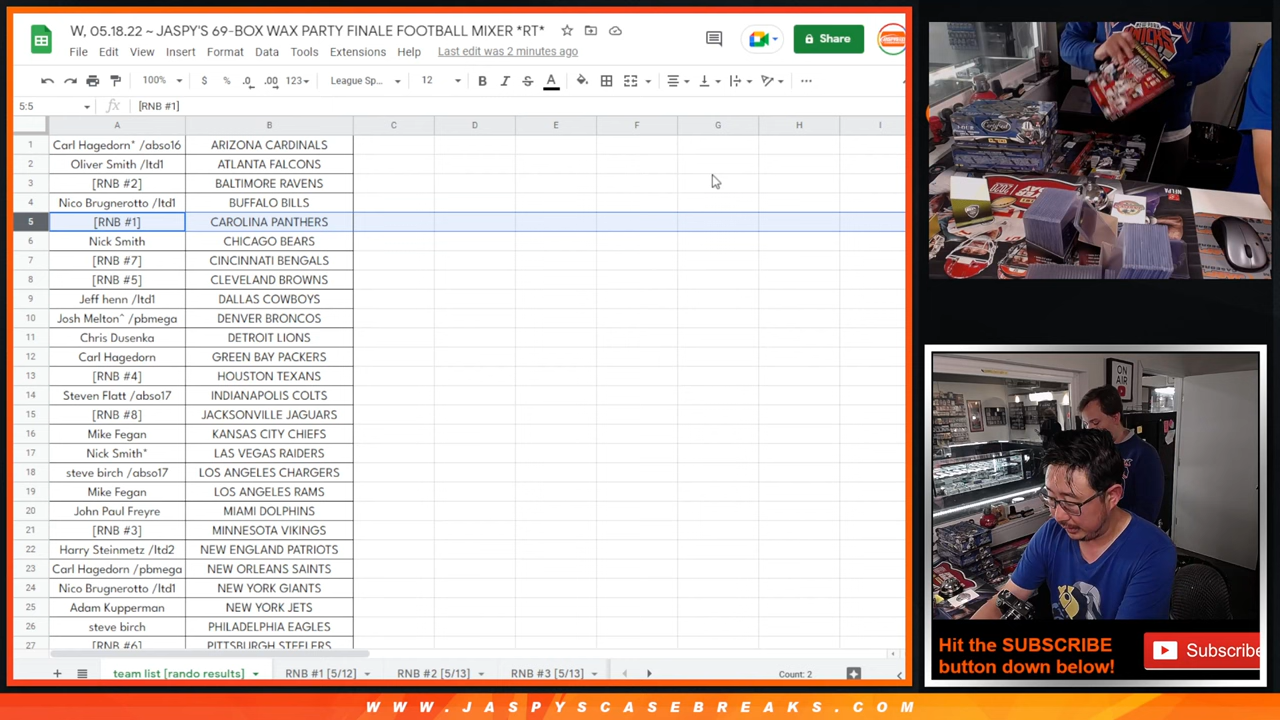 W, 05.18.22 ~ JASPY'S 69-BOX WAX PARTY FINALE FOOTBALL MIXER *RT*
File Edit View Insert Format Data Tools Extensions Help Last edit was 2 minutes ago
Share
100% $ % .0 .00 123 League Sp... 12 B I S A
5:5 fx [RNB #1]
A B C D E F G H I
1 Carl Hagedorn* /abso16 ARIZONA CARDINALS
2 Oliver Smith /ltd1 ATLANTA FALCONS
3 [RNB #2] BALTIMORE RAVENS
4 Nico Brugnerotto /ltd1 BUFFALO BILLS
5 [RNB #1] CAROLINA PANTHERS
6 Nick Smith CHICAGO BEARS
7 [RNB #7] CINCINNATI BENGALS
8 [RNB #5] CLEVELAND BROWNS
9 Jeff henn /ltd1 DALLAS COWBOYS
10 Josh Melton^ /pbmega DENVER BRONCOS
11 Chris Dusenka DETROIT LIONS
12 Carl Hagedorn GREEN BAY PACKERS
13 [RNB #4] HOUSTON TEXANS
14 Steven Flatt /abso17 INDIANAPOLIS COLTS
15 [RNB #8] JACKSONVILLE JAGUARS
16 Mike Fegan KANSAS CITY CHIEFS
17 Nick Smith* LAS VEGAS RAIDERS
18 steve birch /abso17 LOS ANGELES CHARGERS
19 Mike Fegan LOS ANGELES RAMS
20 John Paul Freyre MIAMI DOLPHINS
21 [RNB #3] MINNESOTA VIKINGS
22 Harry Steinmetz /ltd2 NEW ENGLAND PATRIOTS
23 Carl Hagedorn /pbmega NEW ORLEANS SAINTS
24 Nico Brugnerotto /ltd1 NEW YORK GIANTS
25 Adam Kupperman NEW YORK JETS
26 steve birch PHILADELPHIA EAGLES
27 [RNB #6] PITTSBURGH STEELERS
team list [rando results] RNB #1 [5/12] RNB #2 [5/13] RNB #3 [5/13] Count: 2
KNICKS
ON
AIR
Hit the SUBSCRIBE
button down below!
Subscribe
WWW.JASPYSCASEBREAKS.COM